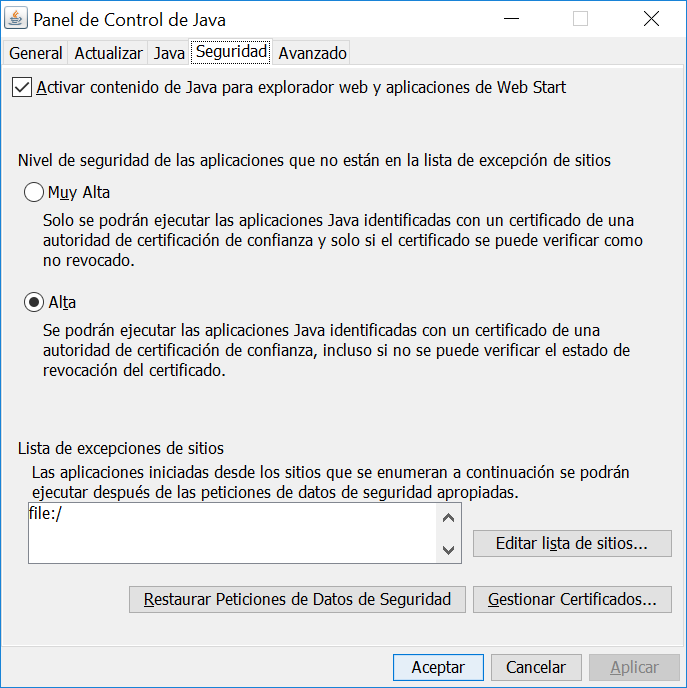 Panel de Control de Java
General Actualizar Java Seguridad Avanzado
Activar contenido de Java para explorador web y aplicaciones de Web Start
Nivel de seguridad de las aplicaciones que no están en la lista de excepción de sitios
Muy Alta
Solo se podrán ejecutar las aplicaciones Java identificadas con un certificado de una
autoridad de certificación de confianza y solo si el certificado se puede verificar como
no revocado.
Alta
Se podrán ejecutar las aplicaciones Java identificadas con un certificado de una
autoridad de certificación de confianza, incluso si no se puede verificar el estado de
revocación del certificado.
Lista de excepciones de sitios
Las aplicaciones iniciadas desde los sitios que se enumeran a continuación se podrán
ejecutar después de las peticiones de datos de seguridad apropiadas.
file:/
Editar lista de sitios...
Restaurar Peticiones de Datos de Seguridad Gestionar Certificados...
Aceptar Cancelar Aplicar